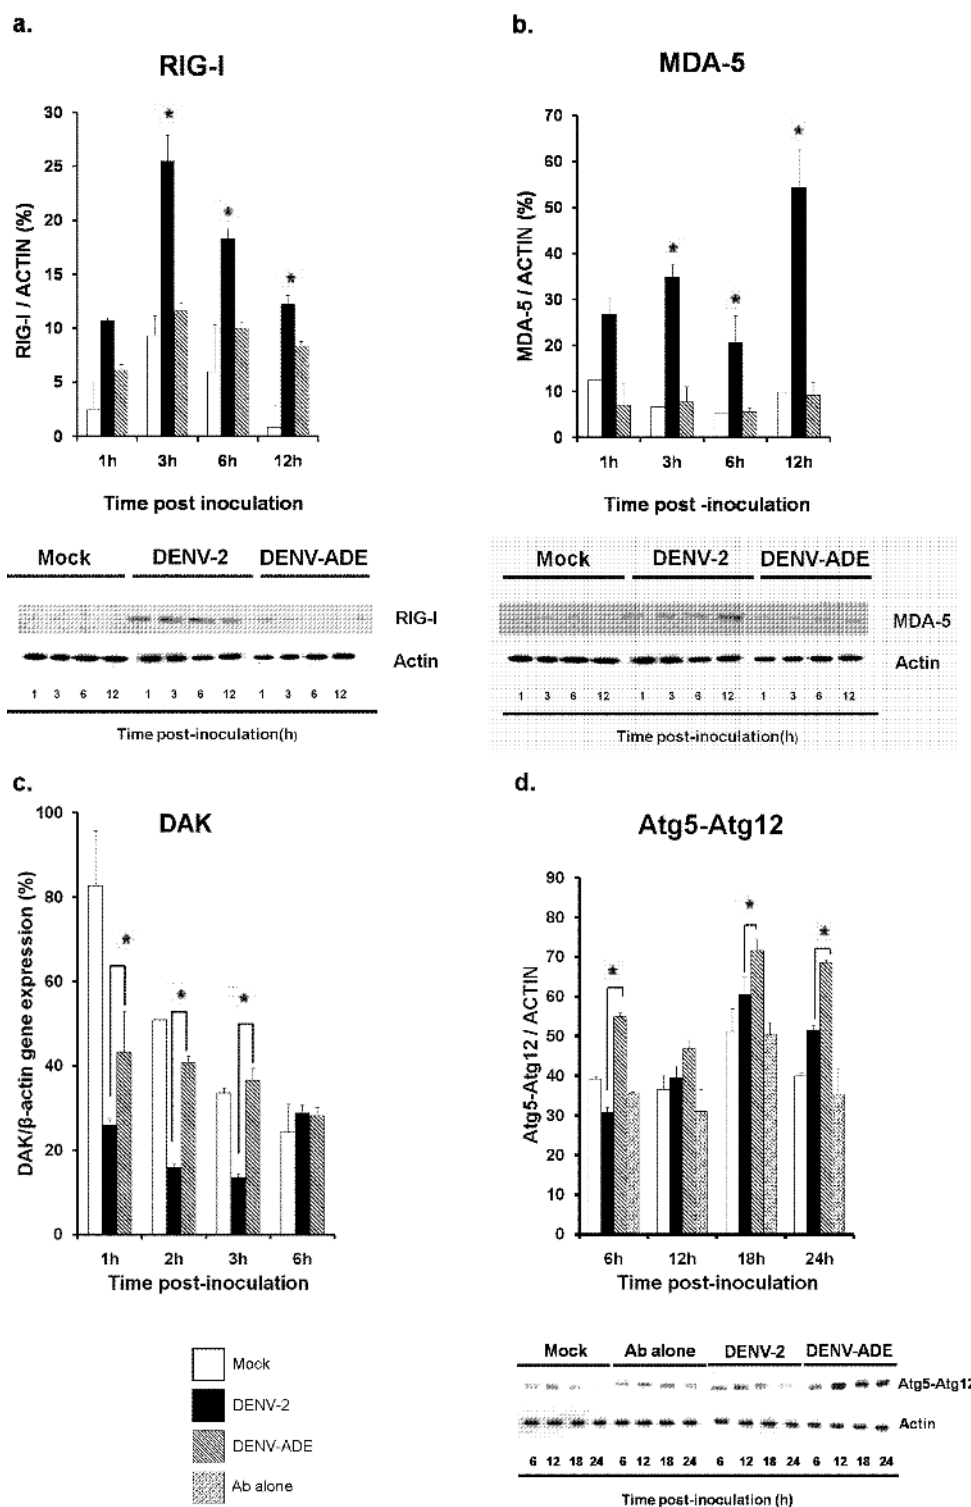 a.
RIG-I
RIG-I / ACTIN (%)
30
25
20
15
10
5
0
* * *
1h 3h 6h 12h
Time post inoculation
Mock DENV-2 DENV-ADE
RIG-I
Actin
1 3 6 12 1 3 6 12 1 3 6 12
Time post-inoculation(h)
b.
MDA-5
MDA-5 / ACTIN (%)
70
60
50
40
30
20
10
0
* * *
1h 3h 6h 12h
Time post -inoculation
Mock DENV-2 DENV-ADE
MDA-5
Actin
1 3 6 12 1 3 6 12 1 3 6 12
Time post-inoculation(h)
c.
DAK
DAK/β-actin gene expression (%)
100
80
60
40
20
0
* * *
1h 2h 3h 6h
Time post-inoculation
Mock
DENV-2
DENV-ADE
Ab alone
d.
Atg5-Atg12
Atg5-Atg12 / ACTIN
90
80
70
60
50
40
30
20
10
0
* * *
6h 12h 18h 24h
Time post-inoculation
Mock Ab alone DENV-2 DENV-ADE
Atg5-Atg12
Actin
6 12 18 24 6 12 18 24 6 12 18 24 6 12 18 24
Time post-inoculation (h)